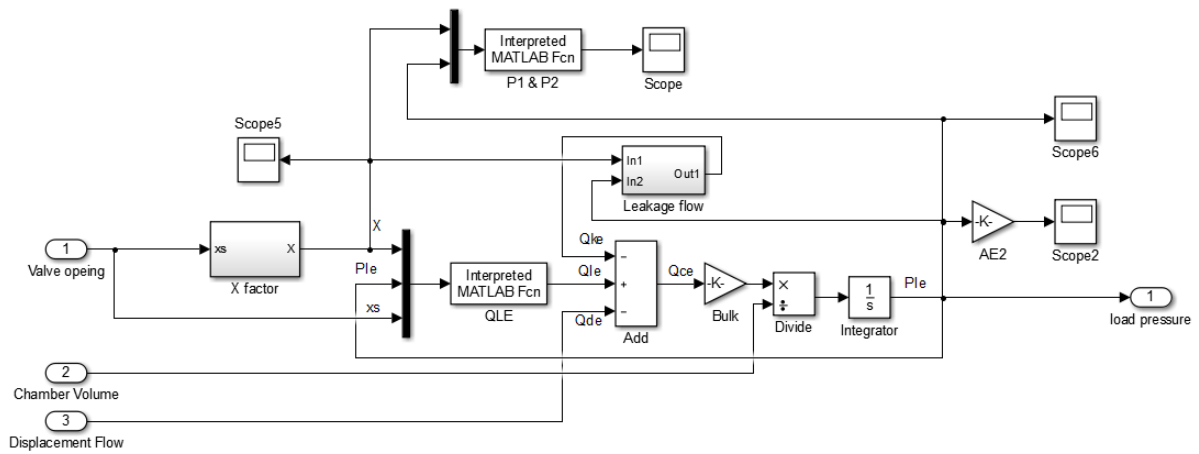 Interpreted
MATLAB Fcn
P1 & P2
Scope
Scope5
Scope6
In1
In2
Out1
Leakage flow
X
-K-
AE2
Scope2
1
Valve opeing
xs
X
X factor
Ple
xs
Interpreted
MATLAB Fcn
QLE
Qke
Qle
Qde
−
+
−
Add
Qce
-K-
Bulk
×
÷
Divide
1
s
Integrator
Ple
1
load pressure
2
Chamber Volume
3
Displacement Flow